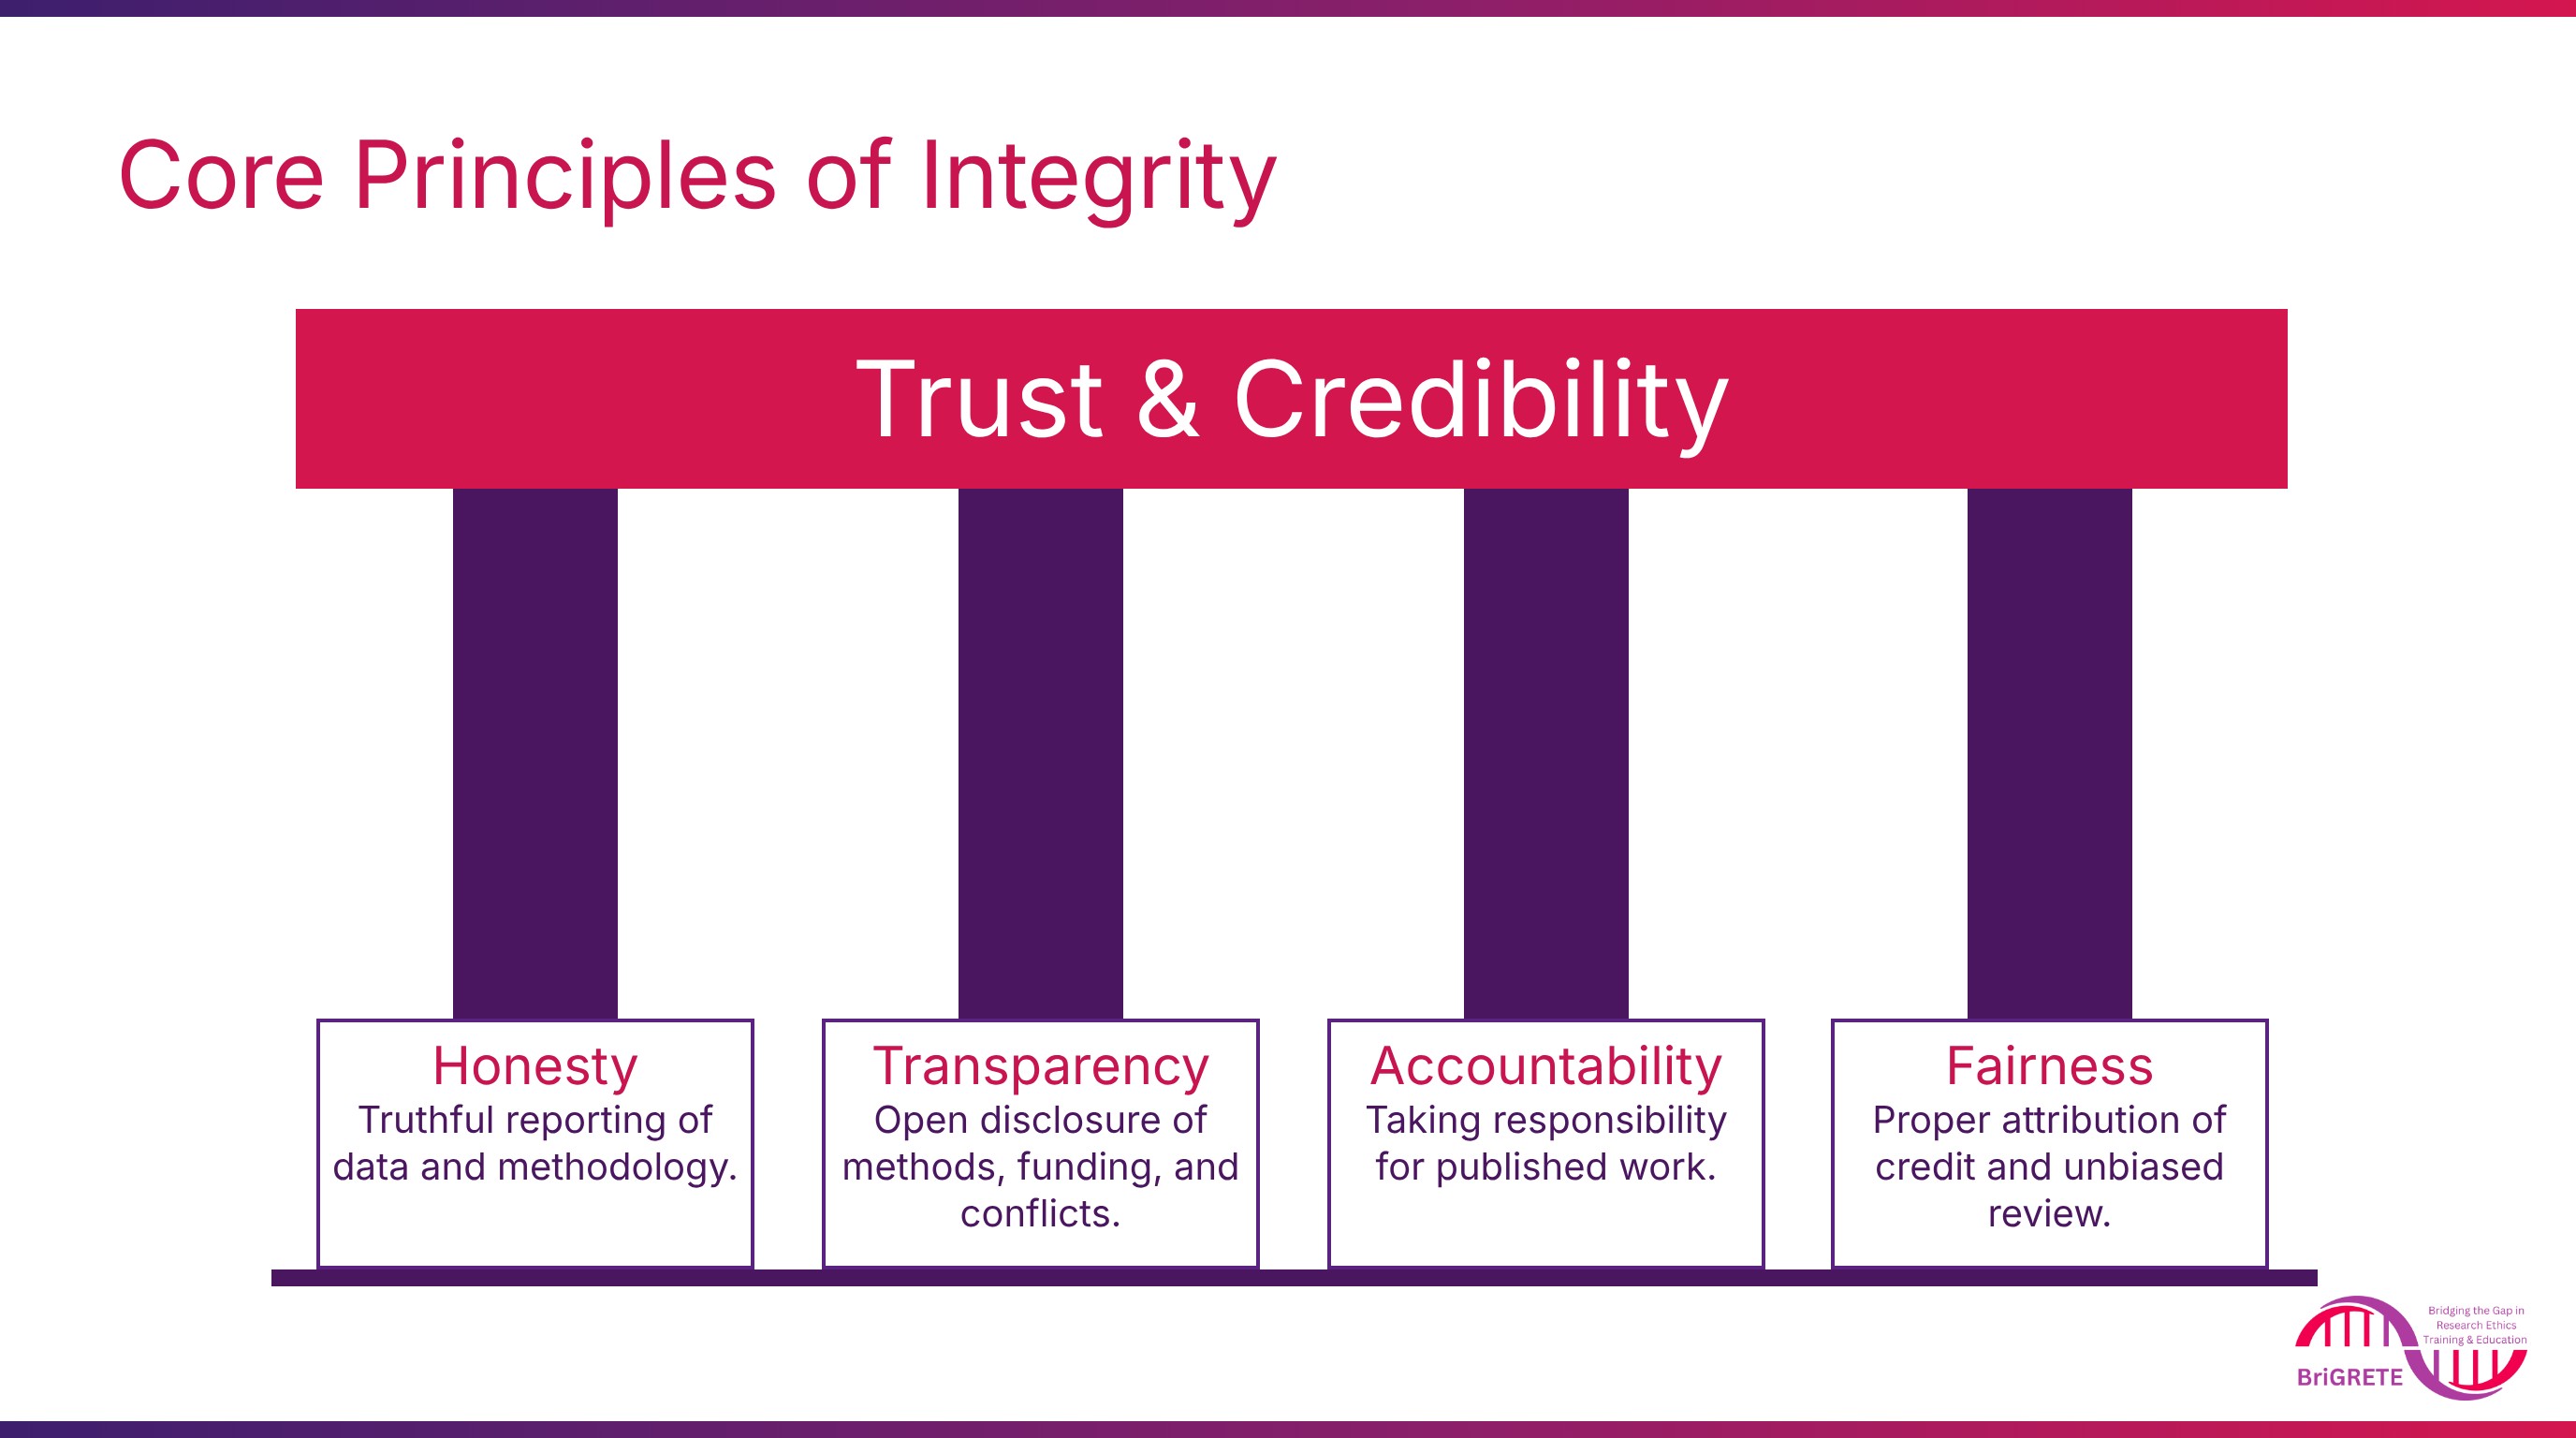 Core Principles of Integrity
Trust & Credibility
Honesty
Truthful reporting of
data and methodology.
Transparency
Open disclosure of
methods, funding, and
conflicts.
Accountability
Taking responsibility
for published work.
Fairness
Proper attribution of
credit and unbiased
review.
Bridging the Gap in
Research Ethics
Training & Education
BriGRETE